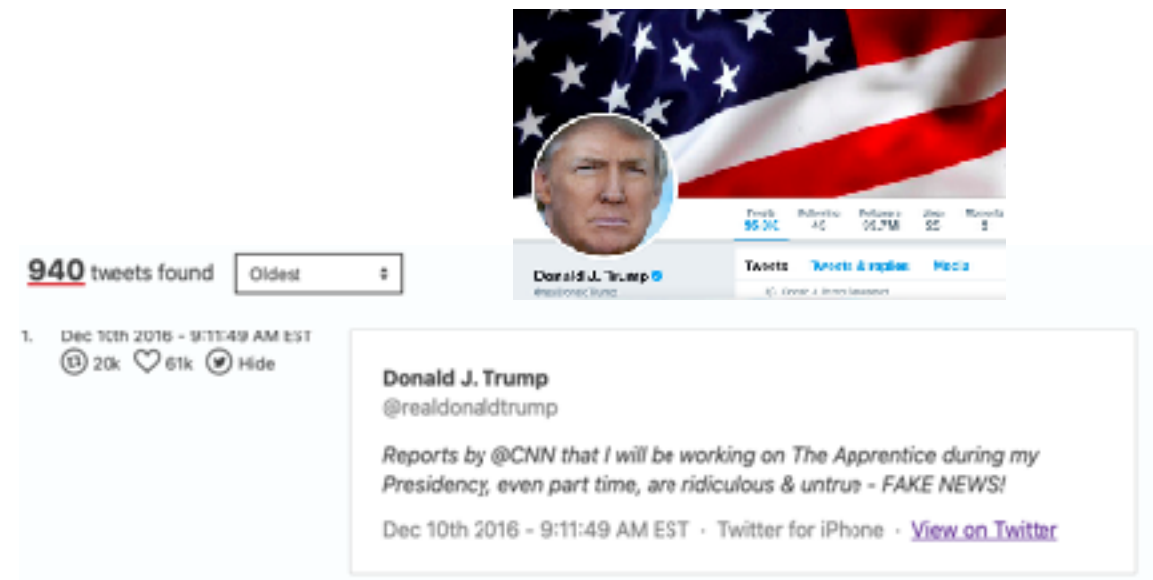 Tweets
Donald J. Trump
Tweets Tweets & replies Media
940 tweets found
Oldest
1.
Dec 10th 2016 - 9:11:49 AM EST
20k 61k Hide
Donald J. Trump
@realdonaldtrump
Reports by @CNN that I will be working on The Apprentice during my
Presidency, even part time, are ridiculous & untrue - FAKE NEWS!
Dec 10th 2016 - 9:11:49 AM EST · Twitter for iPhone · View on Twitter